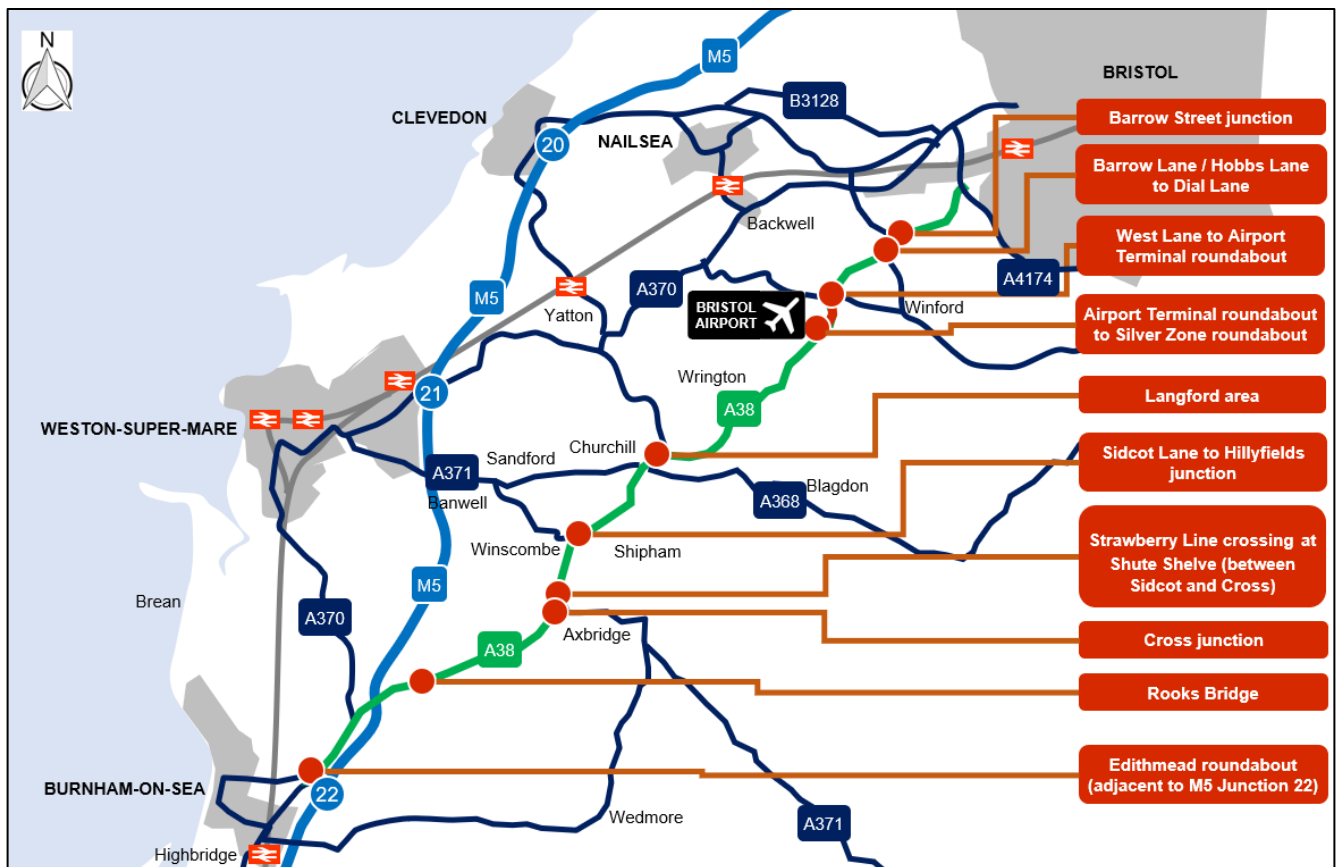 N
M5
BRISTOL
CLEVEDON
B3128
20
NAILSEA
Barrow Street junction
Barrow Lane / Hobbs Lane
to Dial Lane
Backwell
West Lane to Airport
Terminal roundabout
A4174
A370
M5
BRISTOL
AIRPORT
Winford
Yatton
Airport Terminal roundabout
to Silver Zone roundabout
Wrington
21
A38
Langford area
WESTON-SUPER-MARE
Churchill
Sandford
A371
Banwell
Blagdon
A368
Sidcot Lane to Hillyfields
junction
Winscombe
Shipham
M5
Strawberry Line crossing at
Shute Shelve (between
Sidcot and Cross)
Brean
A370
Axbridge
Cross junction
A38
Rooks Bridge
BURNHAM-ON-SEA
22
Edithmead roundabout
(adjacent to M5 Junction 22)
Wedmore
A371
Highbridge